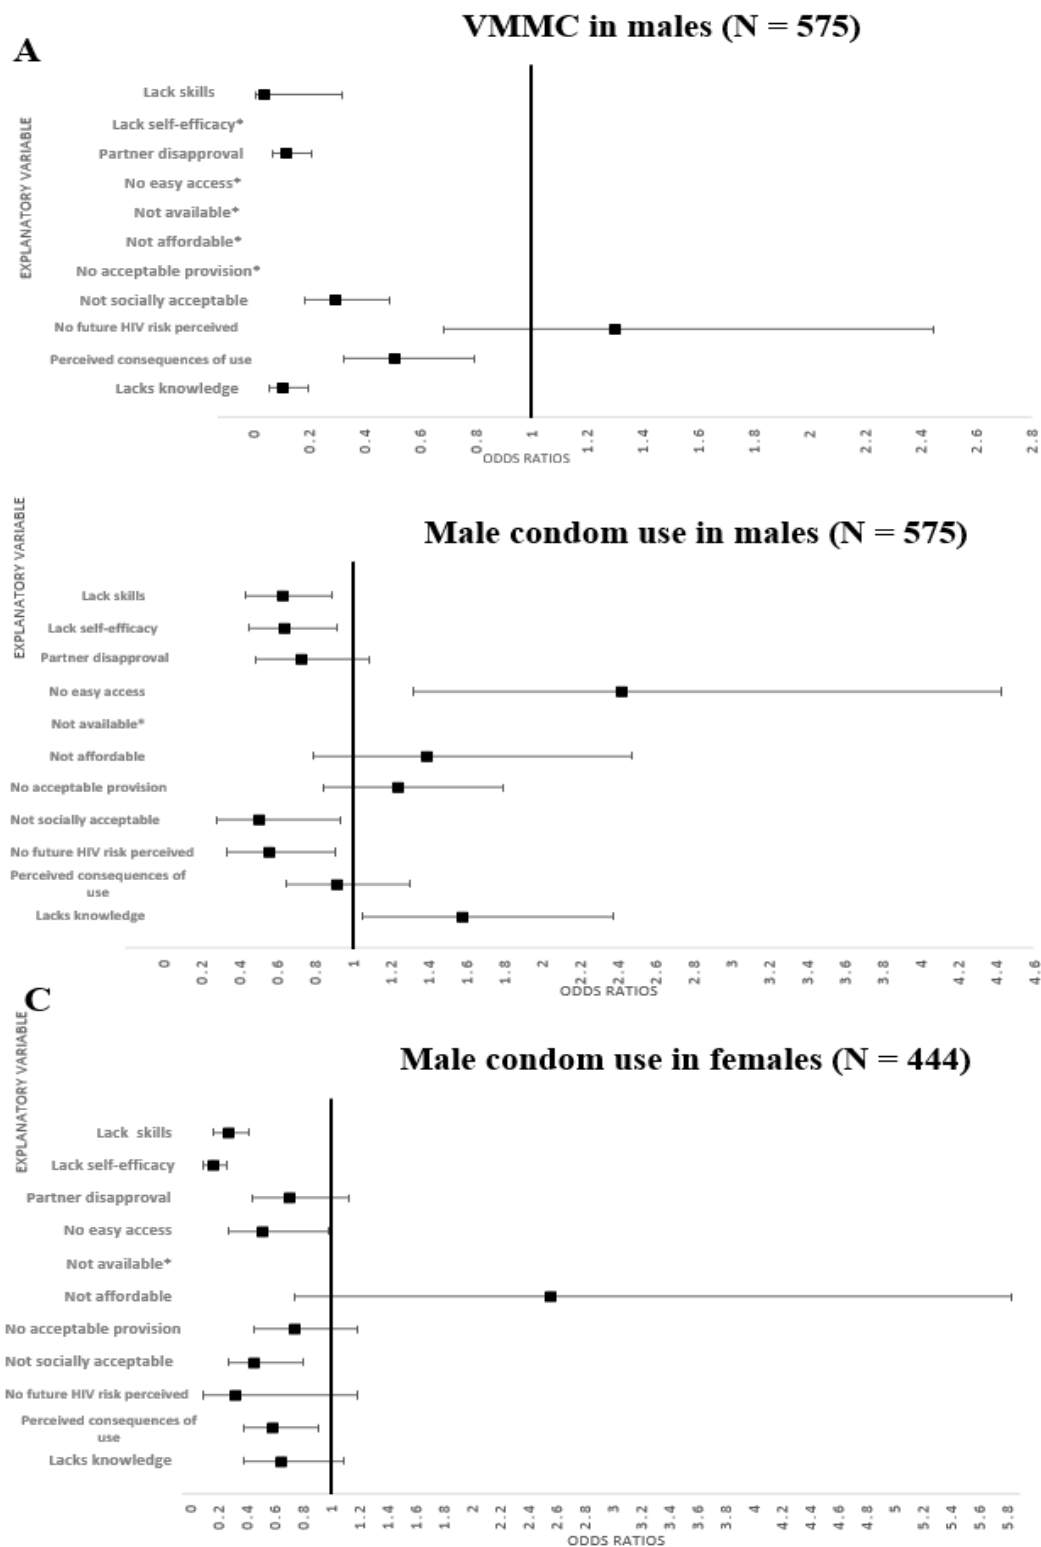 VMMC in males (N = 575)
A
EXPLANATORY VARIABLE
Lack skills
Lack self-efficacy*
Partner disapproval
No easy access*
Not available*
Not affordable*
No acceptable provision*
Not socially acceptable
No future HIV risk perceived
Perceived consequences of use
Lacks knowledge
0 0.2 0.4 0.6 0.8 1 1.2 1.4 1.6 1.8 2 2.2 2.4 2.6 2.8
ODDS RATIOS
Male condom use in males (N = 575)
EXPLANATORY VARIABLE
Lack skills
Lack self-efficacy
Partner disapproval
No easy access
Not available*
Not affordable
No acceptable provision
Not socially acceptable
No future HIV risk perceived
Perceived consequences of
use
Lacks knowledge
0 0.2 0.4 0.6 0.8 1 1.2 1.4 1.6 1.8 2 2.2 2.4 2.6 2.8 3 3.2 3.4 3.6 3.8 4 4.2 4.4 4.6
ODDS RATIOS
C
Male condom use in females (N = 444)
EXPLANATORY VARIABLE
Lack skills
Lack self-efficacy
Partner disapproval
No easy access
Not available*
Not affordable
No acceptable provision
Not socially acceptable
No future HIV risk perceived
Perceived consequences of
use
Lacks knowledge
0 0.2 0.4 0.6 0.8 1 1.2 1.4 1.6 1.8 2 2.2 2.4 2.6 2.8 3 3.2 3.4 3.6 3.8 4 4.2 4.4 4.6 4.8 5 5.2 5.4 5.6 5.8
ODDS RATIOS